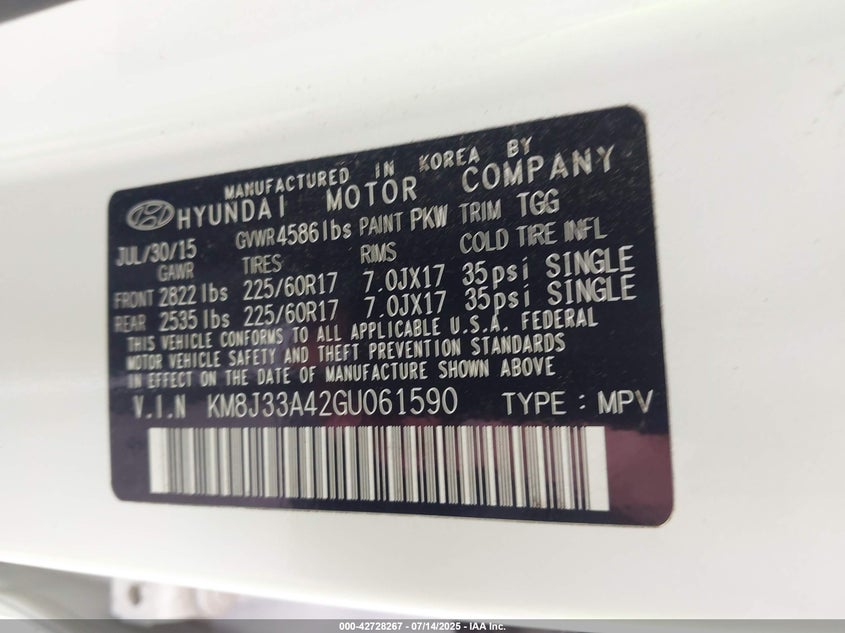 MANUFACTURED IN KOREA BY
HYUNDAI MOTOR COMPANY
JUL/30/15 GVWR 4586 lbs PAINT PKW TRIM TGG
GAWR TIRES RIMS COLD TIRE INFL
FRONT 2822 lbs 225/60R17 7.0JX17 35psi SINGLE
REAR 2535 lbs 225/60R17 7.0JX17 35psi SINGLE
THIS VEHICLE CONFORMS TO ALL APPLICABLE U.S.A. FEDERAL
MOTOR VEHICLE SAFETY AND THEFT PREVENTION STANDARDS
IN EFFECT ON THE DATE OF MANUFACTURE SHOWN ABOVE
V.I.N KM8J33A42GU061590 TYPE : MPV
000-42728267 - 07/14/2025 - IAA Inc.